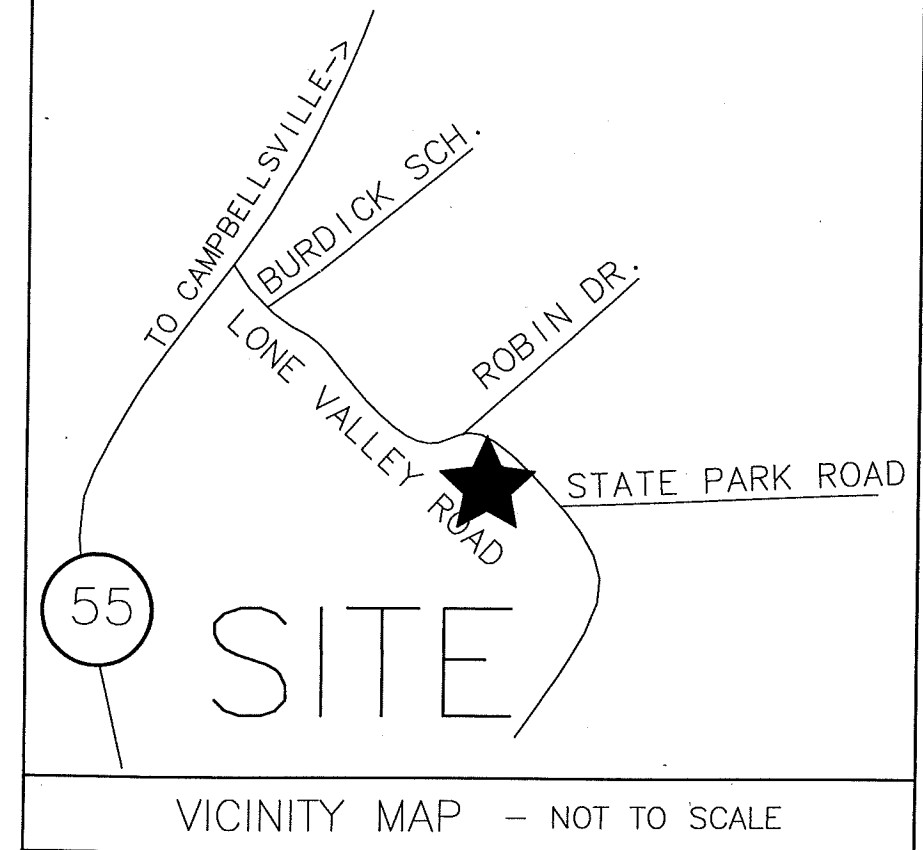 TO CAMPBELLSVILLE->
BURDICK SCH.
LONE VALLEY ROAD
ROBIN DR.
STATE PARK ROAD
55
SITE
VICINITY MAP - NOT TO SCALE